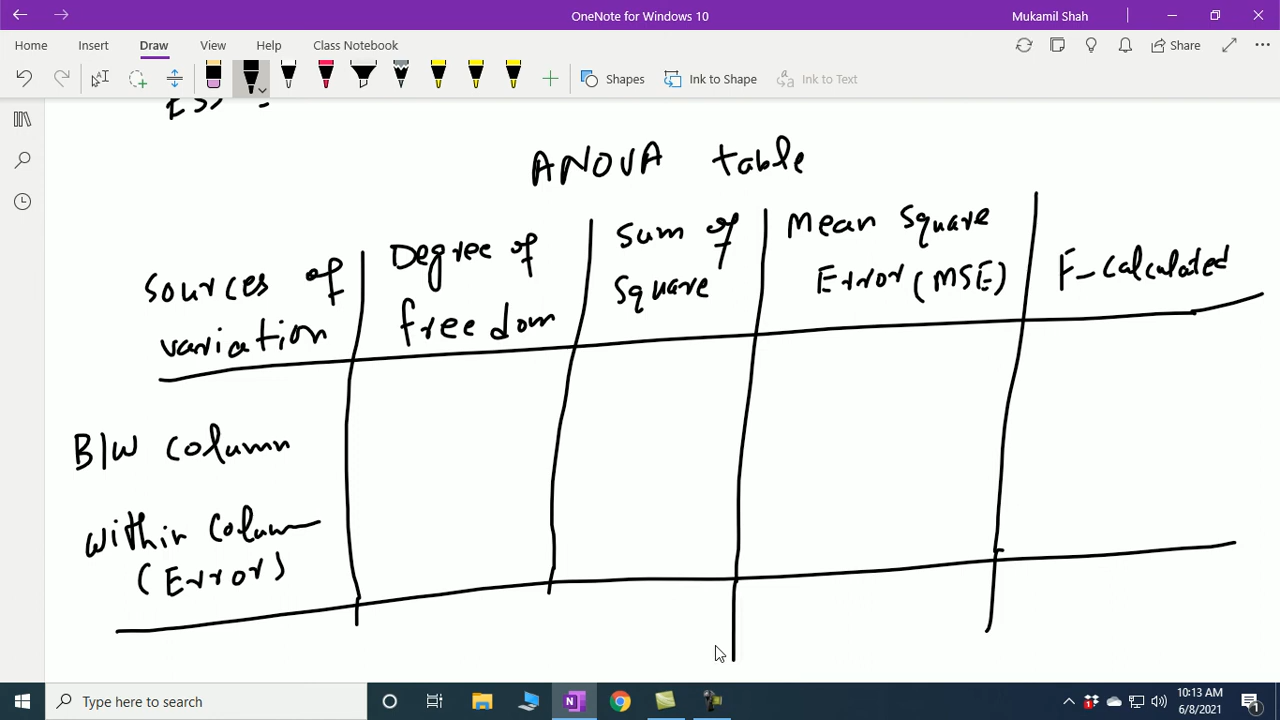 OneNote for Windows 10
Mukamil Shah
Home Insert Draw View Help Class Notebook
Share
Shapes
Ink to Shape
Ink to Text
ESS =
ANOVA table
Sources of variation
Degree of freedom
Sum of Square
Mean Square Error (MSE)
F-calculated
B/W column
within column
(Error)
Type here to search
10:13 AM
6/8/2021